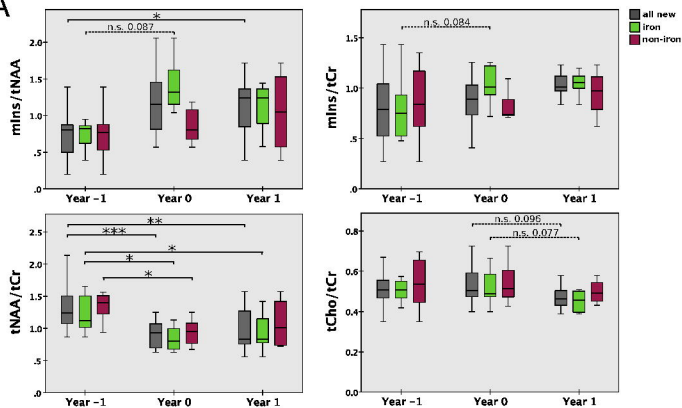 A
all new
iron
non-iron
*
n.s. 0.087
mIns/tNAA
2.0
1.5
1.0
.5
.0
Year -1 Year 0 Year 1
n.s. 0.084
mIns/tCr
1.5
1.0
.5
.0
Year -1 Year 0 Year 1
**
***
*
*
*
tNAA/tCr
2.5
2.0
1.5
1.0
.5
.0
Year -1 Year 0 Year 1
n.s. 0.096
n.s. 0.077
tCho/tCr
0.8
0.6
0.4
0.2
0.0
Year -1 Year 0 Year 1